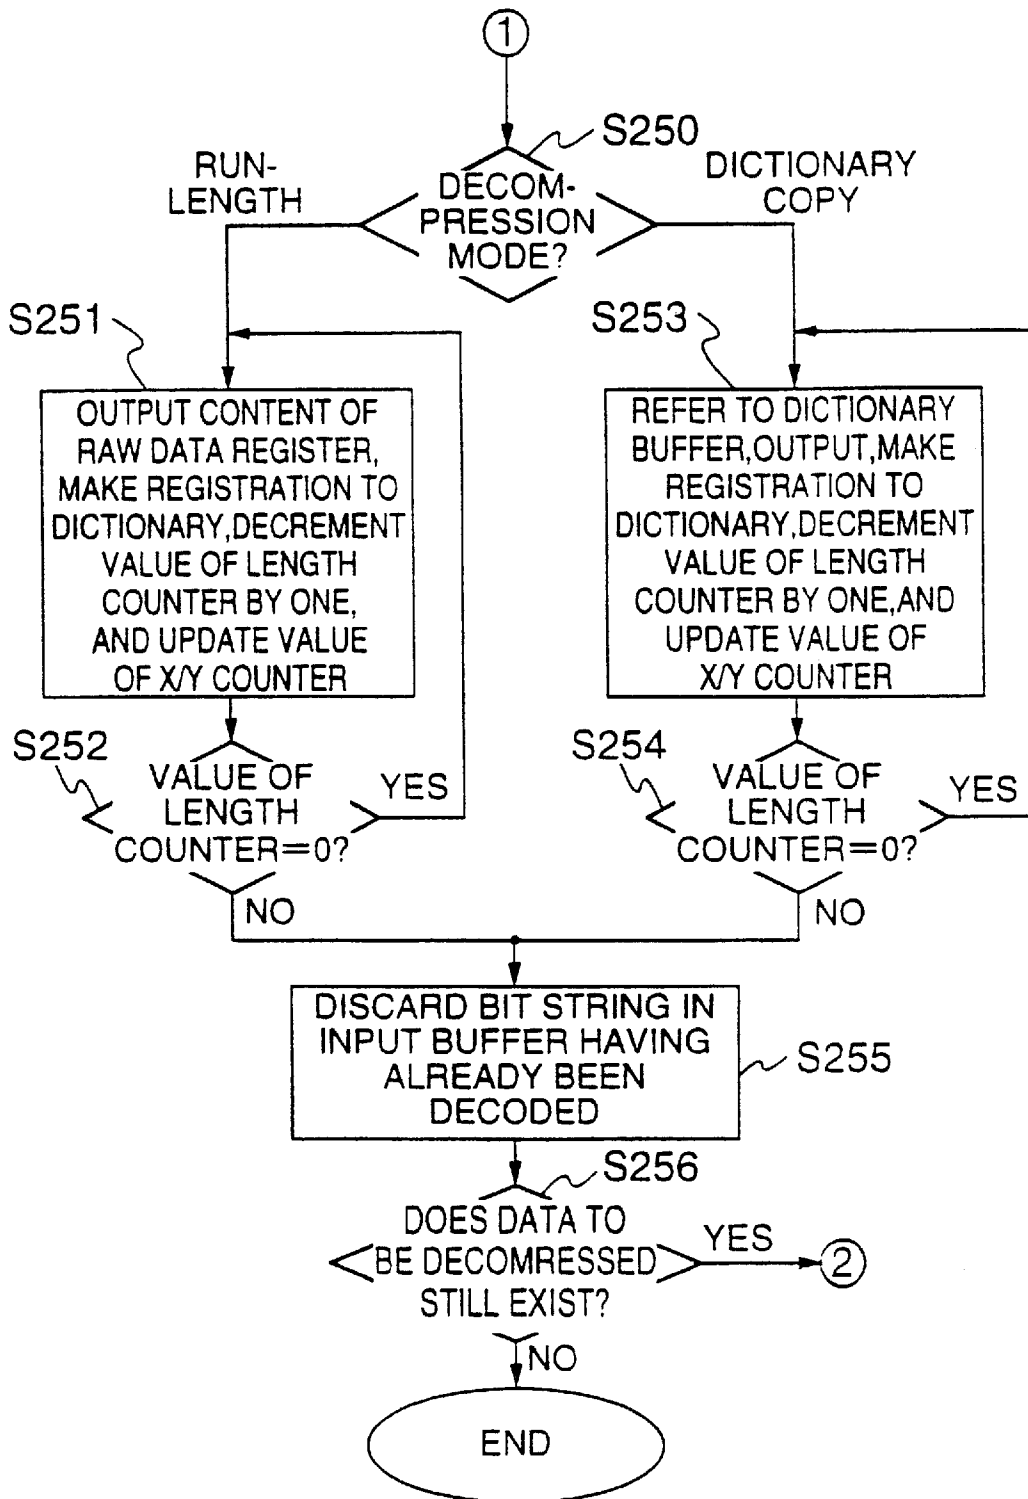 1
S250
RUN-
LENGTH
DECOM-
PRESSION
MODE?
DICTIONARY
COPY
S251
S253
OUTPUT CONTENT OF
RAW DATA REGISTER,
MAKE REGISTRATION TO
DICTIONARY,DECREMENT
VALUE OF LENGTH
COUNTER BY ONE,
AND UPDATE VALUE
OF X/Y COUNTER
REFER TO DICTIONARY
BUFFER,OUTPUT,MAKE
REGISTRATION TO
DICTIONARY,DECREMENT
VALUE OF LENGTH
COUNTER BY ONE,AND
UPDATE VALUE OF
X/Y COUNTER
S252
VALUE OF
LENGTH
COUNTER=0?
YES
NO
S254
VALUE OF
LENGTH
COUNTER=0?
YES
NO
DISCARD BIT STRING IN
INPUT BUFFER HAVING
ALREADY BEEN
DECODED
S255
S256
DOES DATA TO
BE DECOMRESSED
STILL EXIST?
YES
2
NO
END